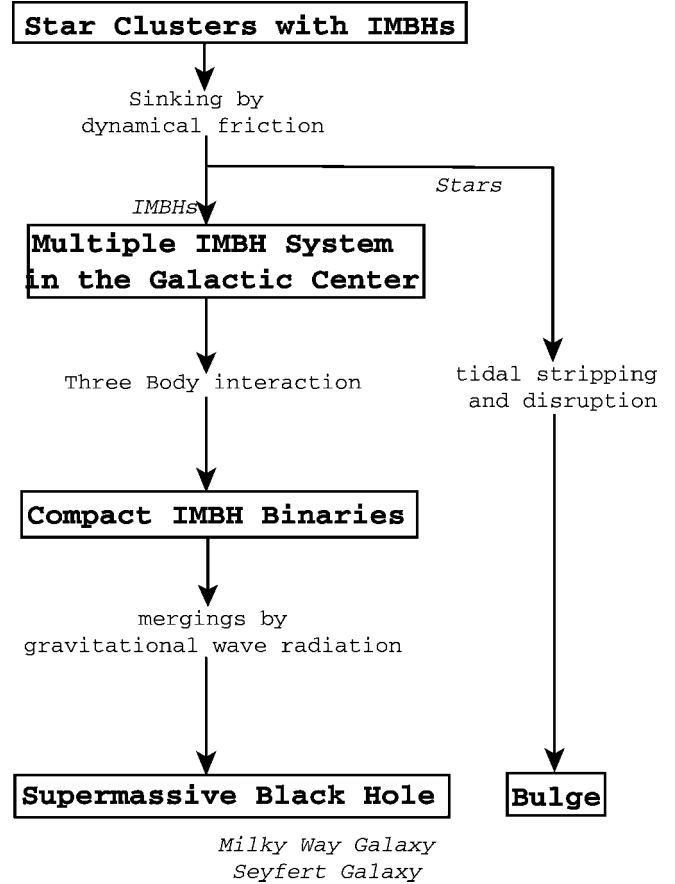 Star Clusters with IMBHs
Sinking by
dynamical friction
Stars
IMBHs
Multiple IMBH System
in the Galactic Center
Three Body interaction
tidal stripping
and disruption
Compact IMBH Binaries
mergings by
gravitational wave radiation
Supermassive Black Hole
Bulge
Milky Way Galaxy
Seyfert Galaxy